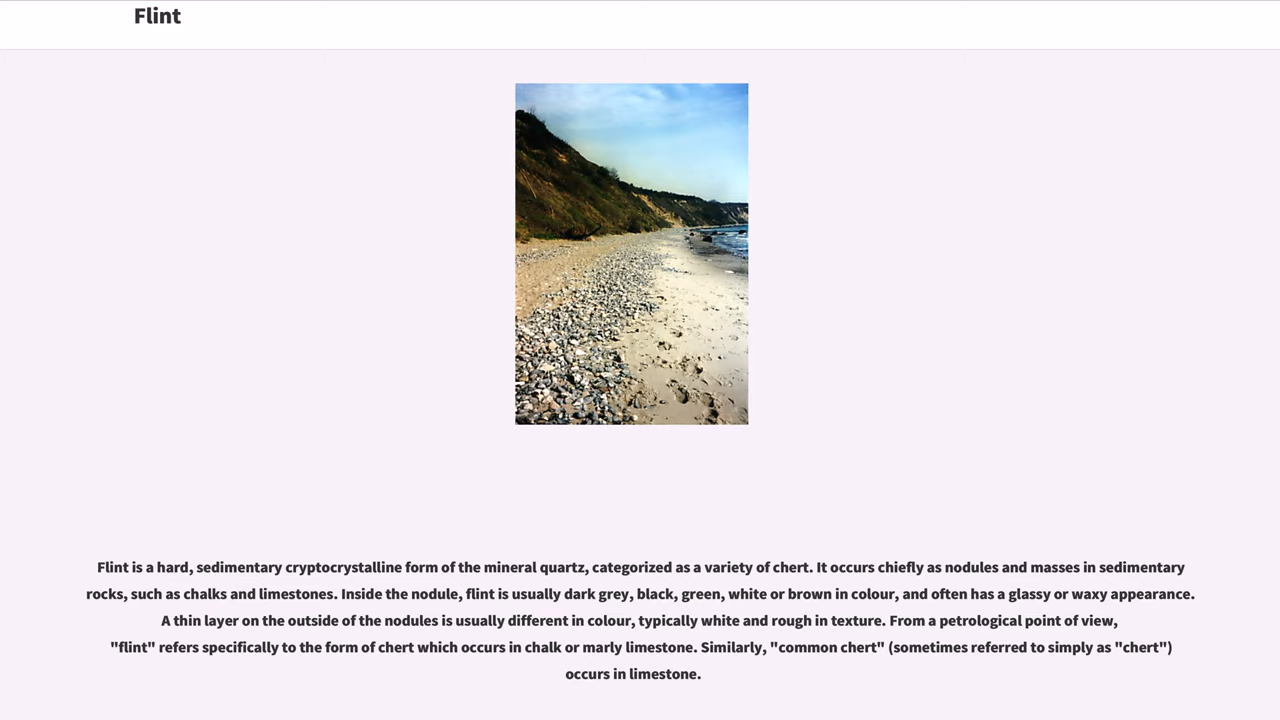 Flint
Flint is a hard, sedimentary cryptocrystalline form of the mineral quartz, categorized as a variety of chert. It occurs chiefly as nodules and masses in sedimentary
rocks, such as chalks and limestones. Inside the nodule, flint is usually dark grey, black, green, white or brown in colour, and often has a glassy or waxy appearance.
A thin layer on the outside of the nodules is usually different in colour, typically white and rough in texture. From a petrological point of view,
"flint" refers specifically to the form of chert which occurs in chalk or marly limestone. Similarly, "common chert" (sometimes referred to simply as "chert")
occurs in limestone.